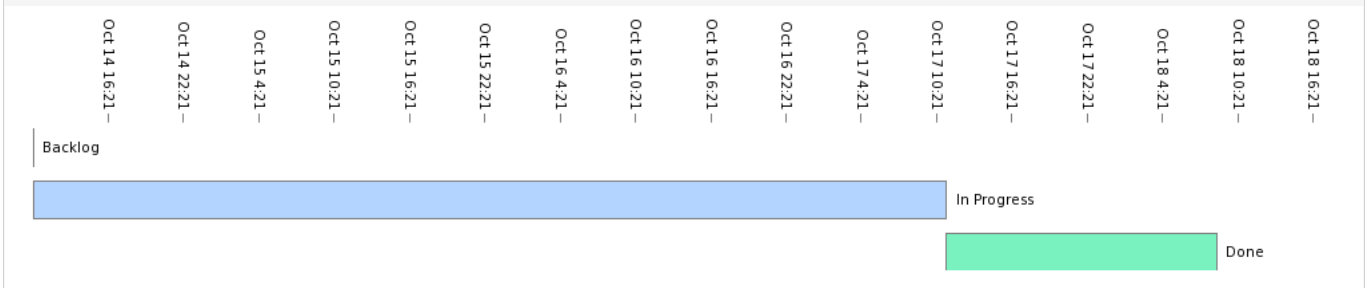 Oct 14 16:21
Oct 14 22:21
Oct 15 4:21
Oct 15 10:21
Oct 15 16:21
Oct 15 22:21
Oct 16 4:21
Oct 16 10:21
Oct 16 16:21
Oct 16 22:21
Oct 17 4:21
Oct 17 10:21
Oct 17 16:21
Oct 17 22:21
Oct 18 4:21
Oct 18 10:21
Oct 18 16:21
Backlog
In Progress
Done